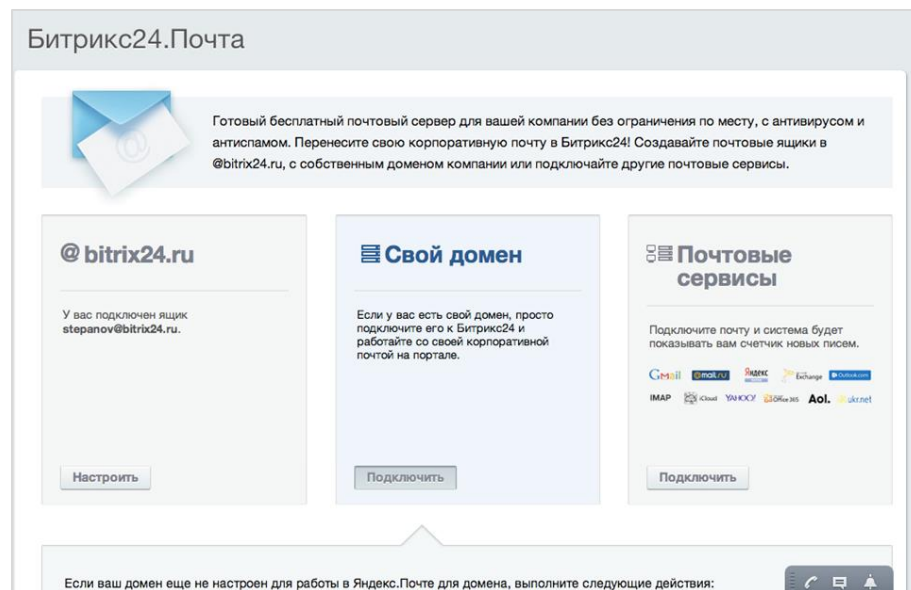 Битрикс24.Почта
Готовый бесплатный почтовый сервер для вашей компании без ограничения по месту, с антивирусом и
антиспамом. Перенесите свою корпоративную почту в Битрикс24! Создавайте почтовые ящики в
@bitrix24.ru, с собственным доменом компании или подключайте другие почтовые сервисы.
@ bitrix24.ru
У вас подключен ящик
stepanov@bitrix24.ru.
Настроить
Свой домен
Если у вас есть свой домен, просто
подключите его к Битрикс24 и
работайте со своей корпоративной
почтой на портале.
Подключить
Почтовые
сервисы
Подключите почту и система будет
показывать вам счетчик новых писем.
Gmail @mail.ru Яндекс Exchange Outlook.com
IMAP iCloud YAHOO! Office 365 Aol. ukr.net
Подключить
Если ваш домен еще не настроен для работы в Яндекс.Почте для домена, выполните следующие действия: